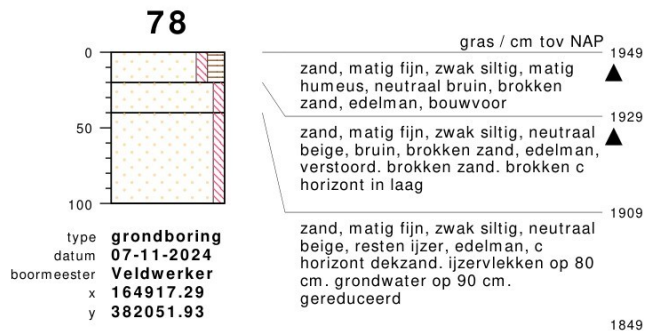 78
gras / cm tov NAP
0
1949
zand, matig fijn, zwak siltig, matig
humeus, neutraal bruin, brokken
zand, edelman, bouwvoor
1929
zand, matig fijn, zwak siltig, neutraal
beige, bruin, brokken zand, edelman,
verstoord. brokken zand. brokken c
horizont in laag
50
1909
zand, matig fijn, zwak siltig, neutraal
beige, resten ijzer, edelman, c
horizont dekzand. ijzervlekken op 80
cm. grondwater op 90 cm.
gereduceerd
100
1849
type grondboring
datum 07-11-2024
boormeester Veldwerker
x 164917.29
y 382051.93